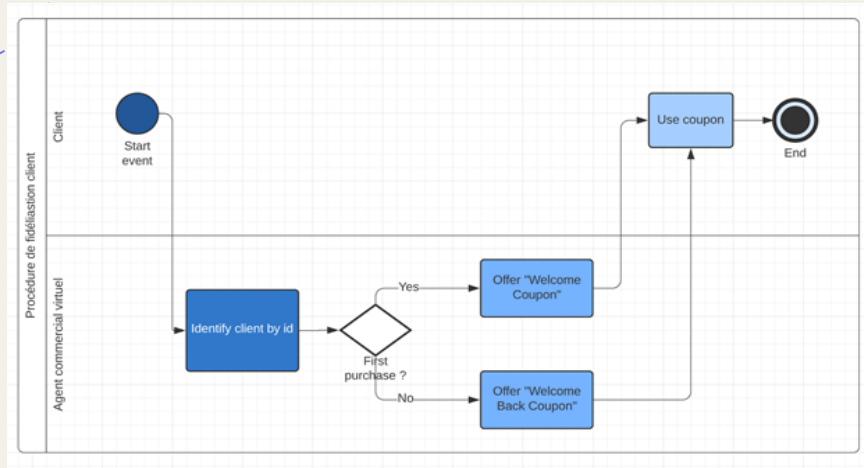 Procédure de fidéliastion client
Client
Start
event
Use coupon
End
Agent commercial virtuel
Identify client by id
First
purchase ?
Yes
Offer "Welcome
Coupon"
No
Offer "Welcome
Back Coupon"